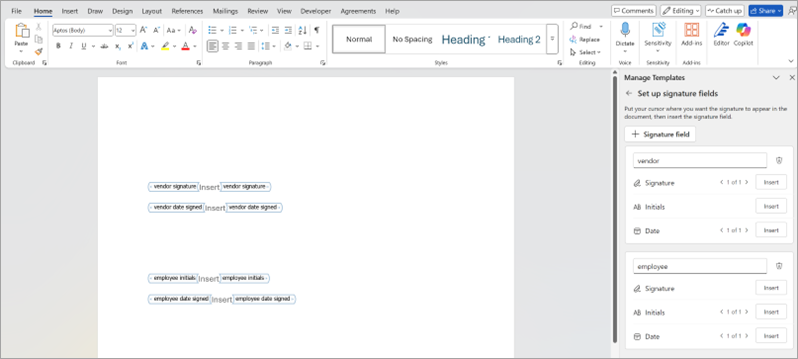 File Home Insert Draw Design Layout References Mailings Review View Developer Agreements Help Comments Editing Catch up Share
Paste Aptos (Body) 12 A A Aa A Normal No Spacing Heading Heading 2 Find Replace Select Dictate Sensitivity Add-ins Editor Copilot
B I U ab x₂ x² A A
Clipboard Font Paragraph Styles Editing Voice Sensitivity Add-ins
Manage Templates
Set up signature fields
Put your cursor where you want the signature to appear in the
document, then insert the signature field.
+ Signature field
vendor
vendor signature Insert vendor signature
Signature < 1 of 1 > Insert
vendor date signed Insert vendor date signed
AB Initials Insert
Date < 1 of 1 > Insert
employee
employee initials Insert employee initials
Signature Insert
employee date signed Insert employee date signed
AB Initials < 1 of 1 > Insert
Date < 1 of 1 > Insert